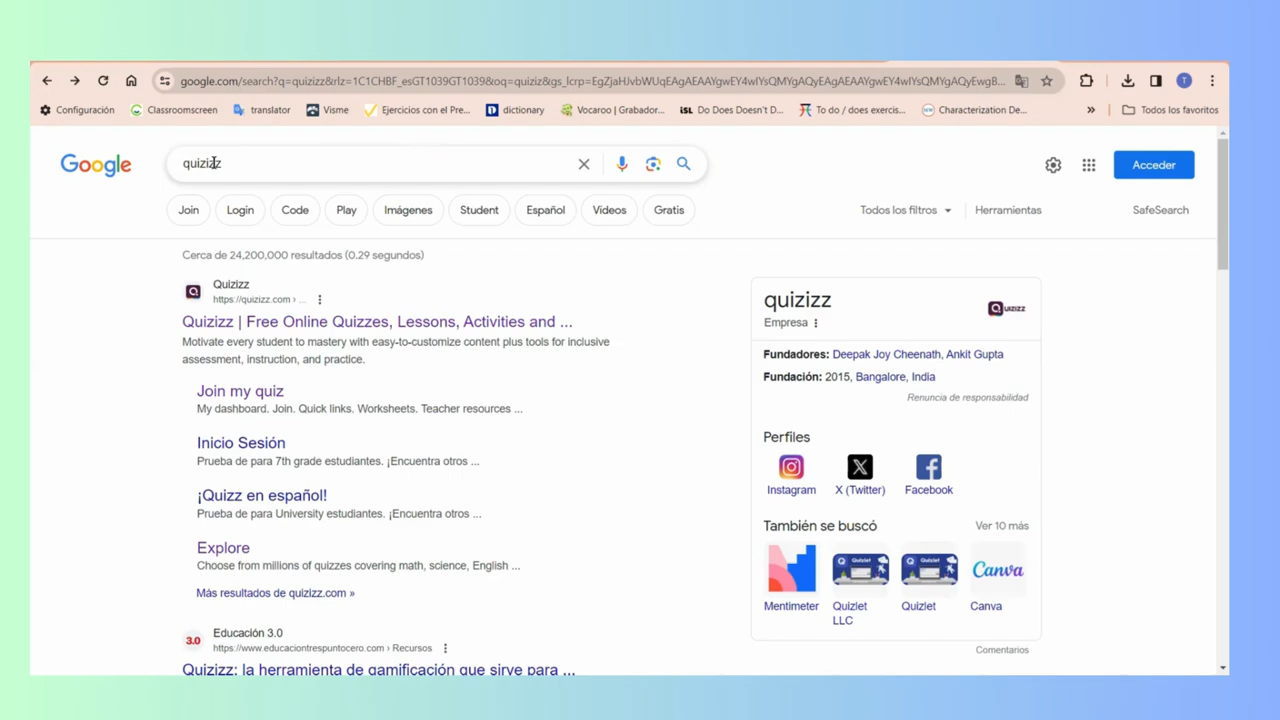 google.com/search?q=quizizz&rlz=1C1CHBF_esGT1039GT1039&oq=quiziz&gs_lcrp=EgZjaHJvbWUqEAgAEAAYgwEY4wIYsQMYgAQyEAgAEAAYgwEY4wIYsQMYgAQyEwgB...
T
Configuración Classroomscreen translator Visme Ejercicios con el Pre... dictionary Vocaroo | Grabador... Do Does Doesn't D... To do / does exercis... Characterization De... » Todos los favoritos
Google quizizz Acceder
Join Login Code Play Imágenes Student Español Videos Gratis Todos los filtros Herramientas SafeSearch
Cerca de 24,200,000 resultados (0.29 segundos)
Quizizz
https://quizizz.com › ...
Quizizz | Free Online Quizzes, Lessons, Activities and ...
Motivate every student to mastery with easy-to-customize content plus tools for inclusive
assessment, instruction, and practice.
Join my quiz
My dashboard. Join. Quick links. Worksheets. Teacher resources ...
Inicio Sesión
Prueba de para 7th grade estudiantes. ¡Encuentra otros ...
¡Quizz en español!
Prueba de para University estudiantes. ¡Encuentra otros ...
Explore
Choose from millions of quizzes covering math, science, English ...
Más resultados de quizizz.com »
3.0 Educación 3.0
https://www.educaciontrespuntocero.com › Recursos
Quizizz: la herramienta de gamificación que sirve para ...
quizizz
QUIZIZZ
Empresa
Fundadores: Deepak Joy Cheenath, Ankit Gupta
Fundación: 2015, Bangalore, India
Renuncia de responsabilidad
Perfiles
Instagram X (Twitter) Facebook
También se buscó Ver 10 más
Quizlet Quizlet Canva
Mentimeter Quizlet LLC Quizlet Canva
Comentarios